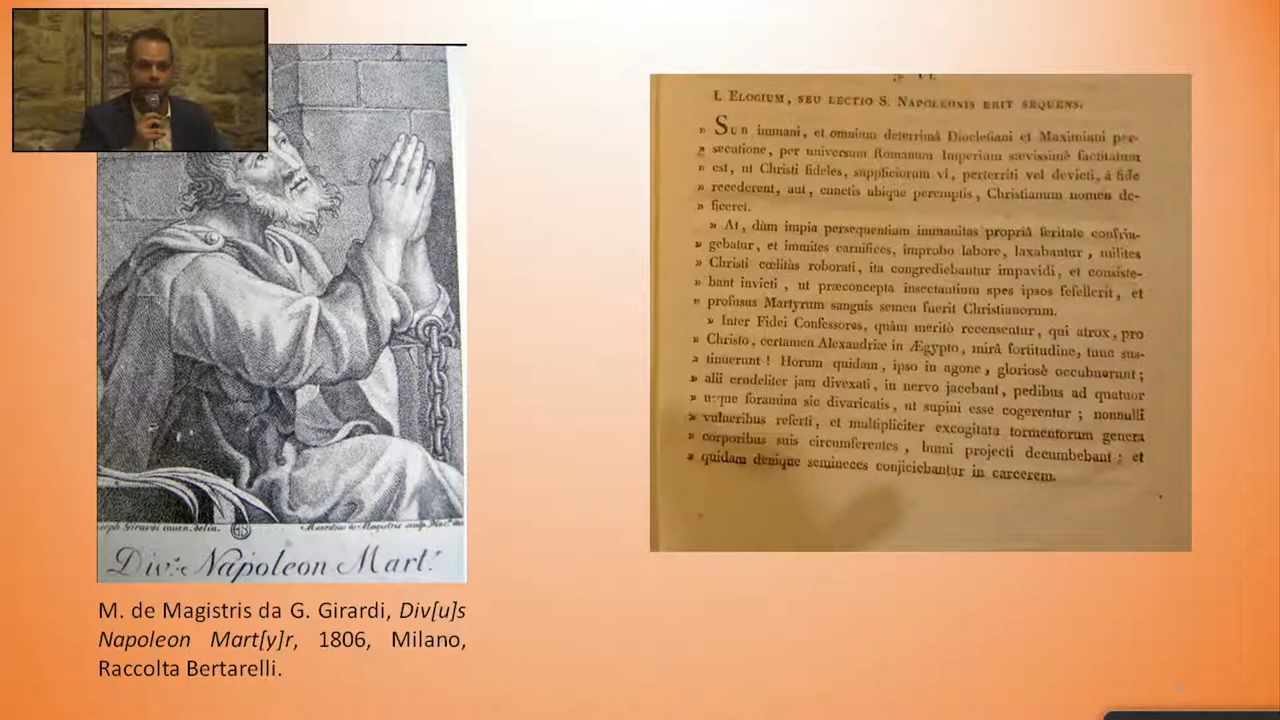 Div: Napoleon Mart:
M. de Magistris da G. Girardi, Div[u]s
Napoleon Mart[y]r, 1806, Milano,
Raccolta Bertarelli.
I. ELOGIUM, SEU LECTIO S. NAPOLEONIS ERIT SEQUENS.
» SUB immani, et omnium deterrimâ Diocletiani et Maximiani per-
» secutione, per universum Romanum Imperium sævissimè factitatum
» est, ut Christi fideles, suppliciorum vi, perterriti vel devicti, à fide
» recederent, aut, cunctis ubique peremptis, Christianum nomen de-
» ficeret.
» At, dùm impia persequentium immanitas propriâ feritate confrin-
» gebatur, et immites carnifices, improbo labore, laxabantur, milites
» Christi cœlitùs roborati, ita congrediebantur impavidi, et consiste-
» bant invicti, ut præconcepta insectantium spes ipsos fefellerit, et
» profusus Martyrum sanguis semen fuerit Christianorum.
» Inter Fidei Confessores, quàm meritò recensentur, qui atrox, pro
» Christo, certamen Alexandriæ in Ægypto, mirâ fortitudine, tunc sus-
» tinuerunt! Horum quidam, ipso in agone, gloriosè occubuerunt;
» alii crudeliter jam divexati, in nervo jacebant, pedibus ad quatuor
» usque foramina sic divaricatis, ut supini esse cogerentur; nonnulli
» vulneribus referti, et multipliciter excogitata tormentorum genera
» corporibus suis circumferentes, humi projecti decumbebant; et
» quidam denique semineces conjiciebantur in carcerem.